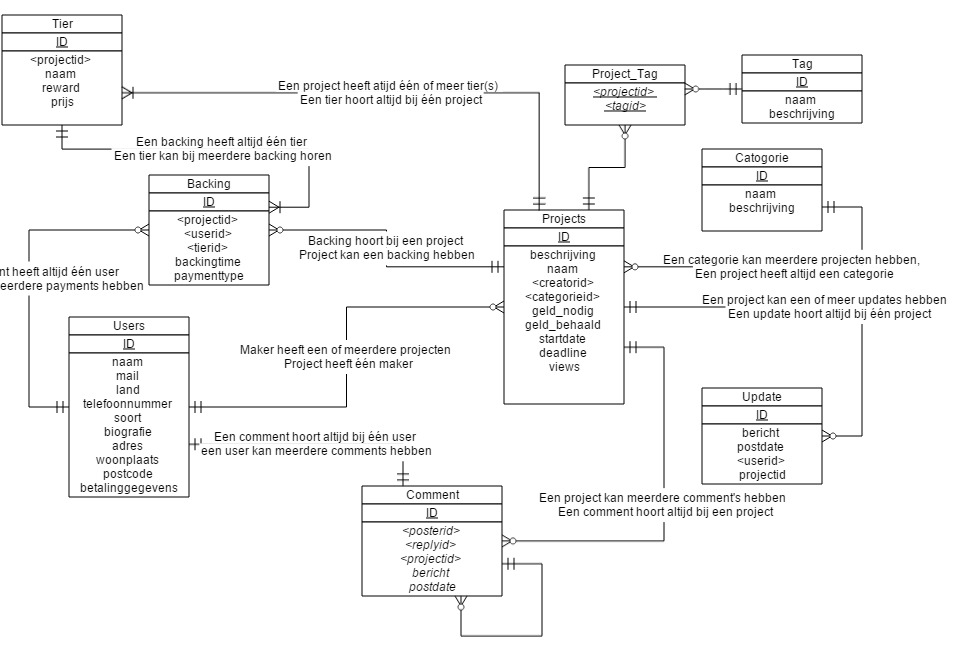 Tier
ID
<projectid>
naam
reward
prijs
Een project heeft atijd één of meer tier(s)
Een tier hoort altijd bij één project
Project_Tag
<projectid>
<tagid>
Tag
ID
naam
beschrijving
Een backing heeft altijd één tier
Een tier kan bij meerdere backing horen
Catogorie
ID
naam
beschrijving
Backing
ID
<projectid>
<userid>
<tierid>
backingtime
paymenttype
Backing hoort bij een project
Project kan een backing hebben
Projects
ID
beschrijving
naam
<creatorid>
<categorieid>
geld_nodig
geld_behaald
startdate
deadline
views
Een categorie kan meerdere projecten hebben,
Een project heeft altijd een categorie
Een project kan een of meer updates hebben
Een update hoort altijd bij één project
nt heeft altijd één user
eerdere payments hebben
Users
ID
naam
mail
land
telefoonnummer
soort
biografie
adres
woonplaats
postcode
betalinggegevens
Maker heeft een of meerdere projecten
Project heeft één maker
Update
ID
bericht
postdate
<userid>
projectid
Een comment hoort altijd bij één user
een user kan meerdere comments hebben
Comment
ID
<posterid>
<replyid>
<projectid>
bericht
postdate
Een project kan meerdere comment's hebben
Een comment hoort altijd bij een project